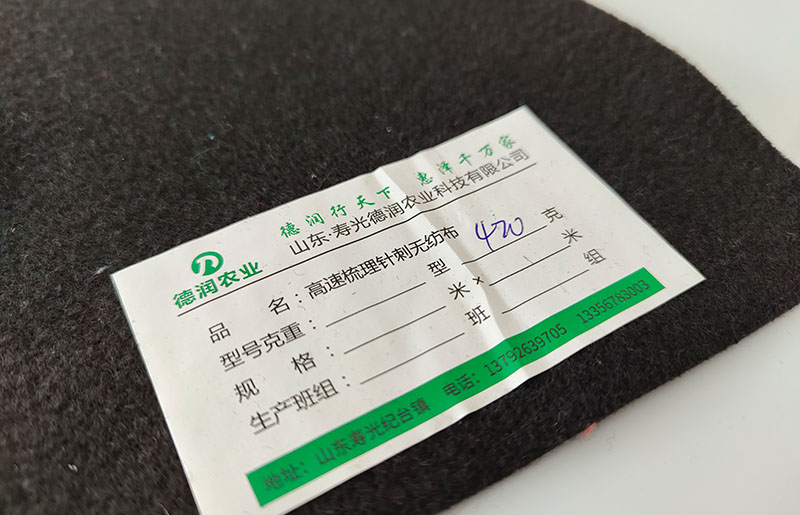 德润行天下 惠泽千万家
山东·寿光德润农业科技有限公司
德润农业
品 名：高速梳理针刺无纺布
型号克重： 型 420 克
规 格： 米× 米
生产班组： 班 组
地址：山东寿光纪台镇 电话：13792639705 13356783003